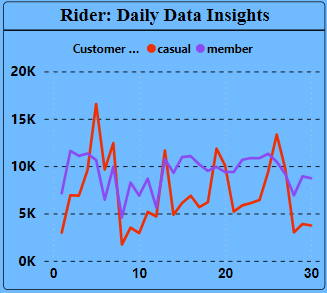 Rider: Daily Data Insights
Customer ... casual member
20K
15K
10K
5K
0K
0 10 20 30